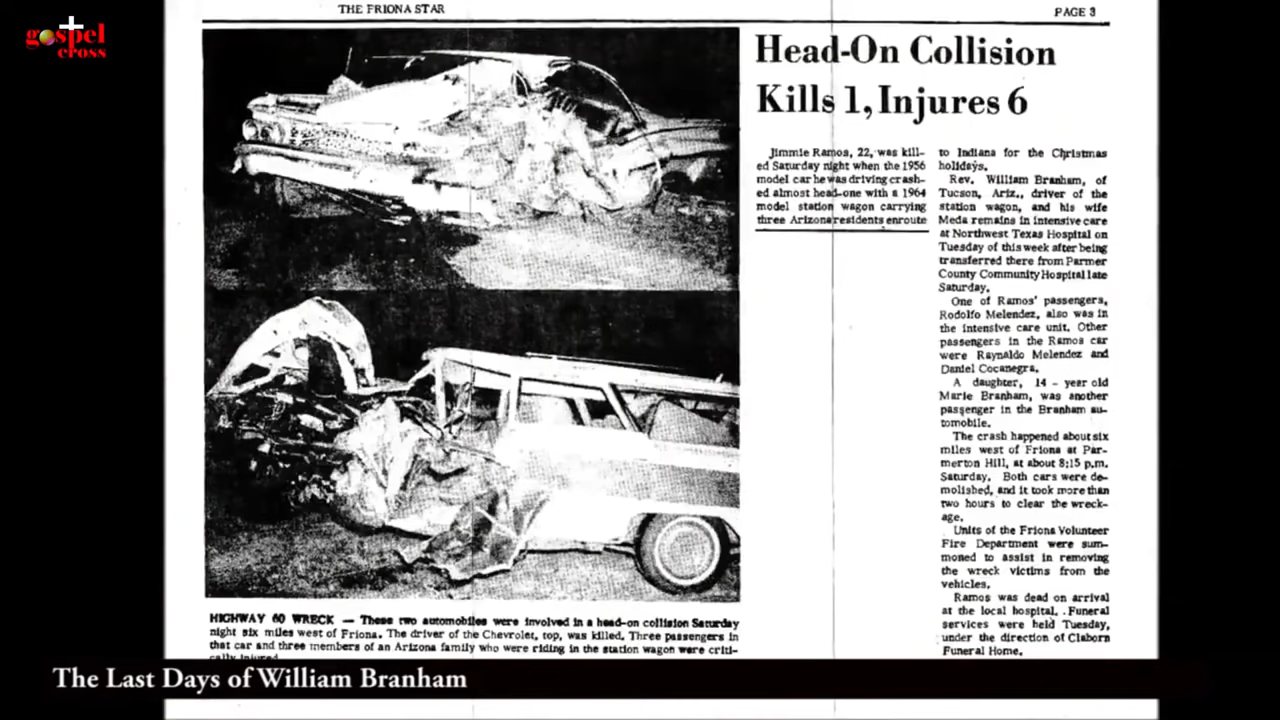 gospel
cross
THE FRIONA STAR
PAGE 3
Head-On Collision
Kills 1, Injures 6
Jimmie Ramos, 22, was kill-
ed Saturday night when the 1956
model car he was driving crash-
ed almost head-one with a 1964
model station wagon carrying
three Arizona residents enroute
to Indiana for the Christmas
holidays.
Rev. William Branham, of
Tucson, Ariz., driver of the
station wagon, and his wife
Meda remains in intensive care
at Northwest Texas Hospital on
Tuesday of this week after being
transferred there from Parmer
County Community Hospital late
Saturday.
One of Ramos' passengers,
Rodolfo Melendez, also was in
the intensive care unit. Other
passengers in the Ramos car
were Raynaldo Melendez and
Daniel Cocanegra.
A daughter, 14 - year old
Marie Branham, was another
passenger in the Branham au-
tomobile.
The crash happened about six
miles west of Friona at Par-
merton Hill, at about 8:15 p.m.
Saturday. Both cars were de-
molished, and it took more than
two hours to clear the wreck-
age.
Units of the Friona Volunteer
Fire Department were sum-
moned to assist in removing
the wreck victims from the
vehicles.
Ramos was dead on arrival
at the local hospital. Funeral
services were held Tuesday,
under the direction of Claborn
Funeral Home.
HIGHWAY 60 WRECK — These two automobiles were involved in a head-on collision Saturday
night six miles west of Friona. The driver of the Chevrolet, top, was killed. Three passengers in
that car and three members of an Arizona family who were riding in the station wagon were criti-
cally injured.
The Last Days of William Branham